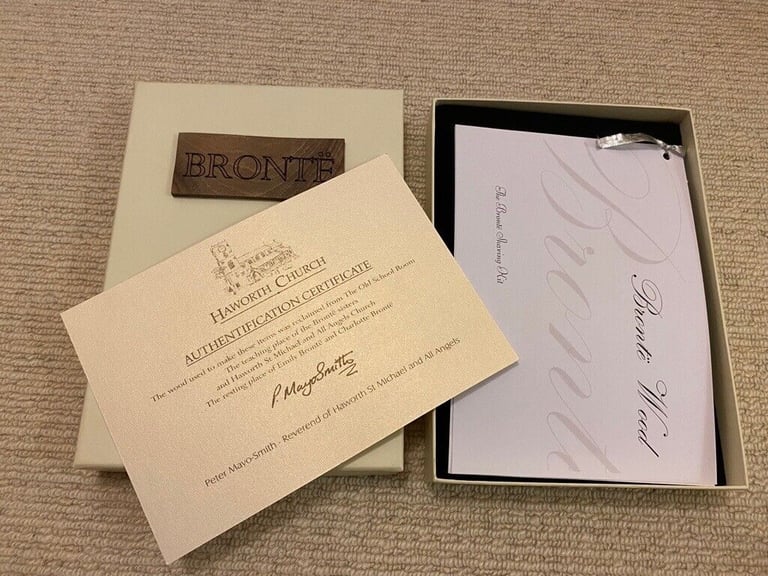 BRONTË
HAWORTH CHURCH
AUTHENTIFICATION CERTIFICATE
The wood used to make these items was reclaimed from The Old School Room
The teaching place of the Brontë sisters
and Haworth St Michael and All Angels Church
The resting place of Emily Brontë and Charlotte Brontë
P. MayoSmith
Peter Mayo-Smith - Reverend of Haworth St Michael and All Angels
Brontë Wood
Bront
The Brontë Shaving Kit